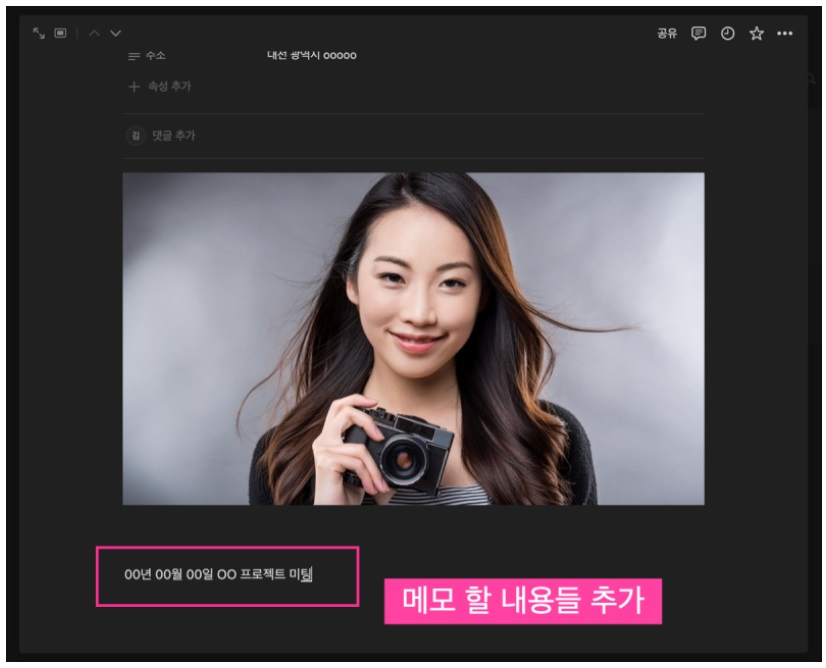 공유
주소
대전 광역시 ooooo
속성 추가
김
댓글 추가
00년 00월 00일 OO 프로젝트 미팅
메모 할 내용들 추가